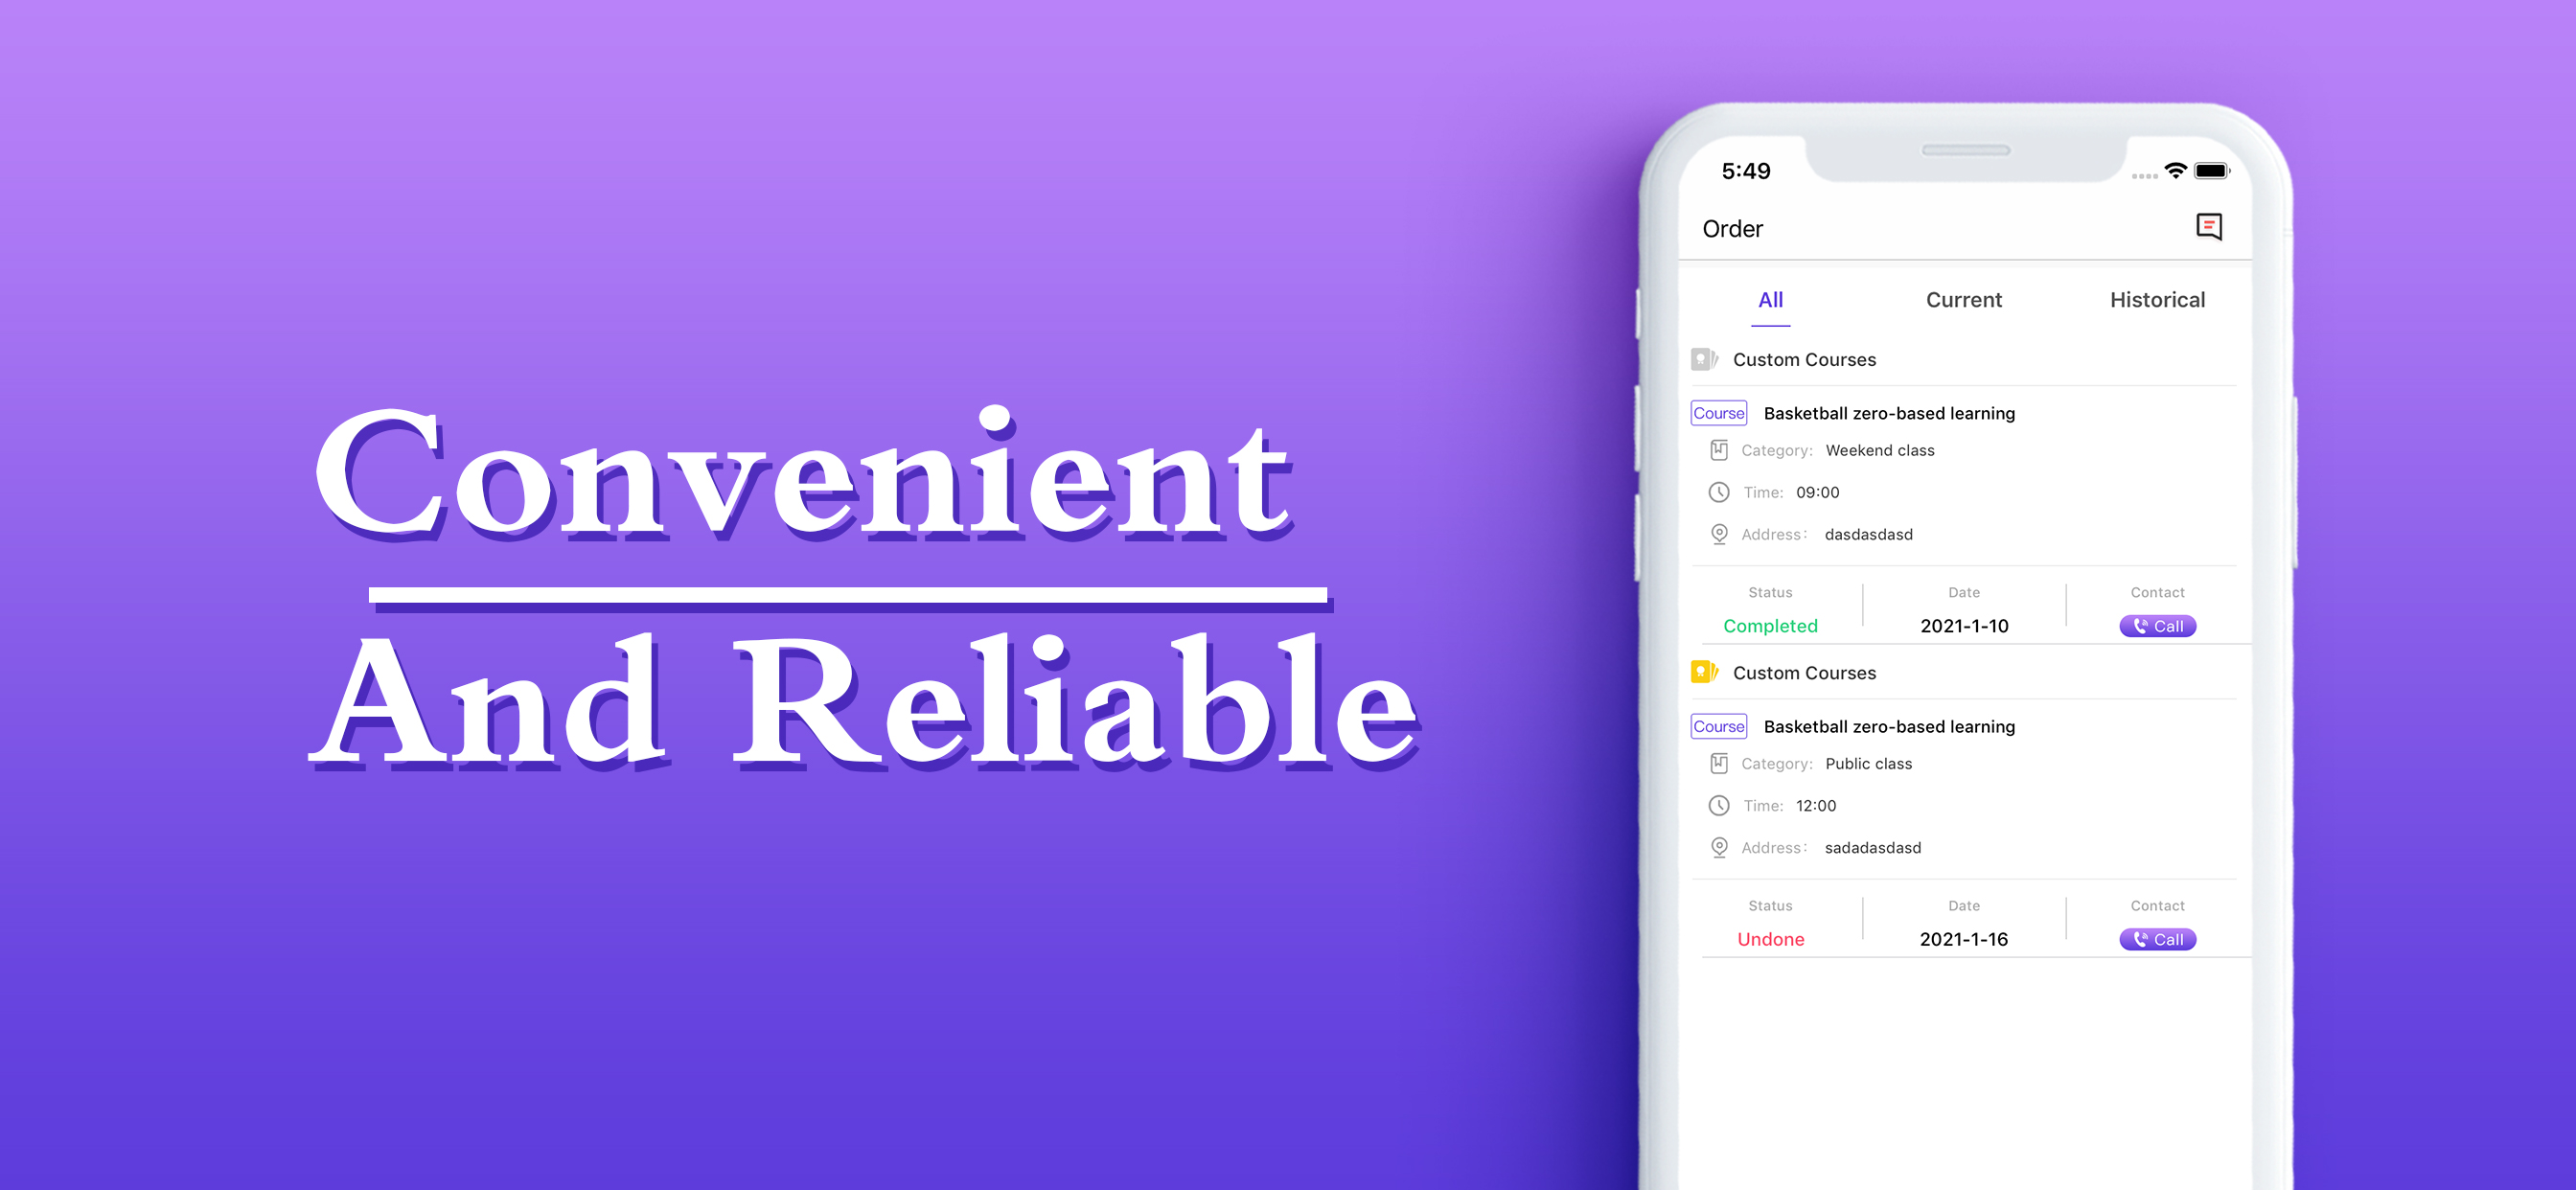 Convenient
And Reliable
5:49
Order
All Current Historical
Custom Courses
Course Basketball zero-based learning
Category: Weekend class
Time: 09:00
Address: dasdasdasd
Status Date Contact
Completed 2021-1-10 Call
Custom Courses
Course Basketball zero-based learning
Category: Public class
Time: 12:00
Address: sadadasdasd
Status Date Contact
Undone 2021-1-16 Call